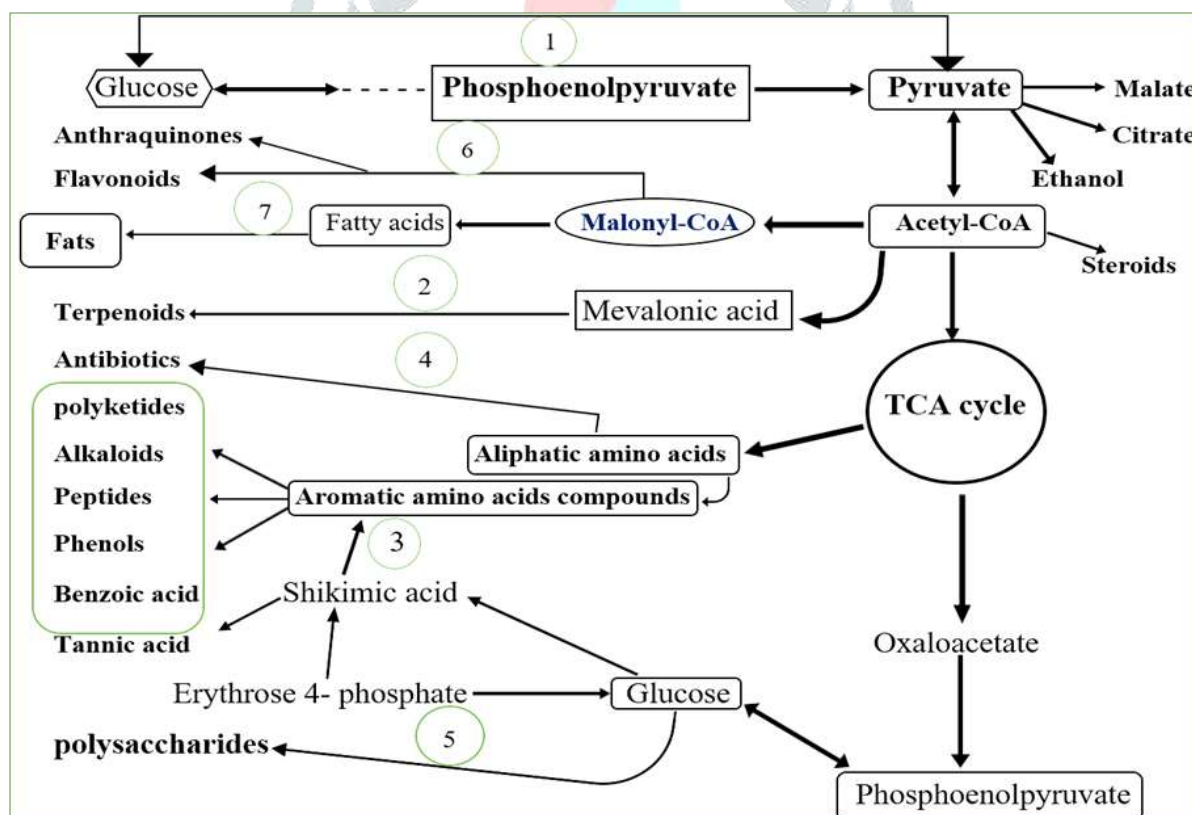 1
Glucose
Phosphoenolpyruvate
Pyruvate
Malate
Citrate
Ethanol
Anthraquinones
6
Flavonoids
7
Fatty acids
Malonyl-CoA
Acetyl-CoA
Fats
Steroids
2
Terpenoids
Mevalonic acid
Antibiotics
4
TCA cycle
polyketides
Alkaloids
Aliphatic amino acids
Peptides
Aromatic amino acids compounds
Phenols
3
Benzoic acid
Shikimic acid
Tannic acid
Oxaloacetate
Erythrose 4- phosphate
Glucose
polysaccharides
5
Phosphoenolpyruvate